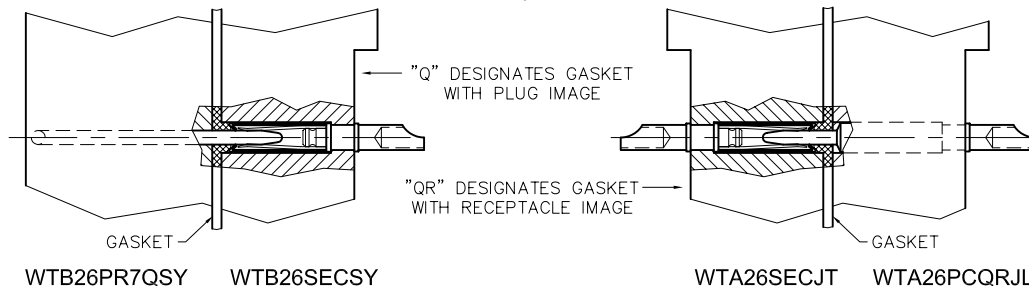 "Q" DESIGNATES GASKET
WITH PLUG IMAGE
"QR" DESIGNATES GASKET
WITH RECEPTACLE IMAGE
GASKET
GASKET
WTB26PR7QSY
WTB26SECSY
WTA26SECJT
WTA26PCQRJL